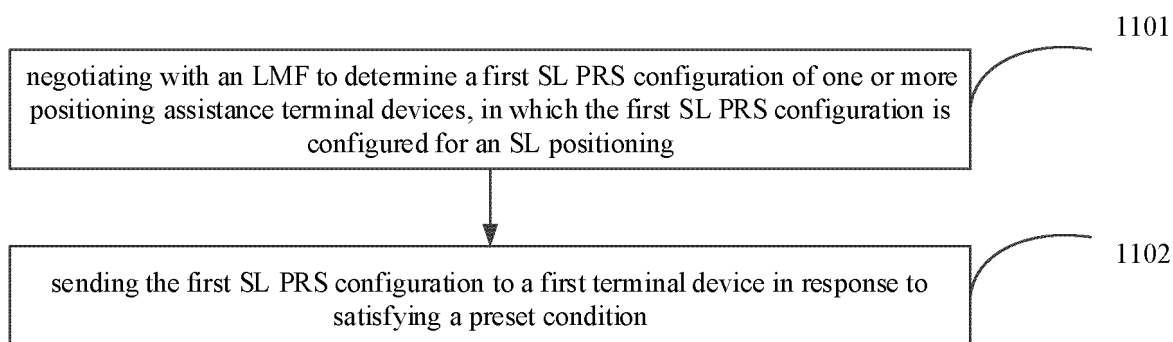 1101
negotiating with an LMF to determine a first SL PRS configuration of one or more
positioning assistance terminal devices, in which the first SL PRS configuration is
configured for an SL positioning
1102
sending the first SL PRS configuration to a first terminal device in response to
satisfying a preset condition